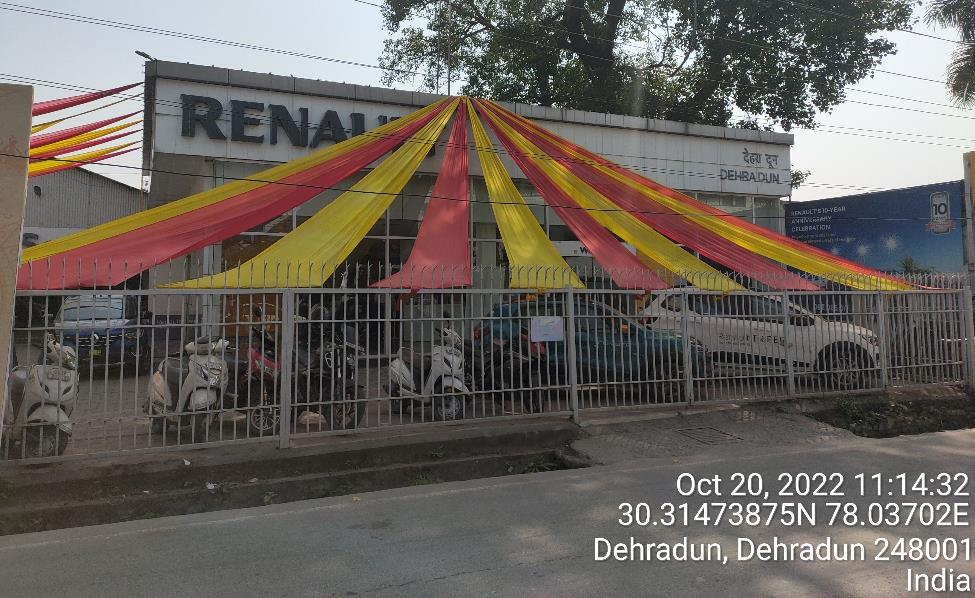 RENAULT
देहरादून
DEHRADUN
RENAULT'S 10-YEAR
ANNIVERSARY
CELEBRATION
10
Oct 20, 2022 11:14:32
30.31473875N 78.03702E
Dehradun, Dehradun 248001
India